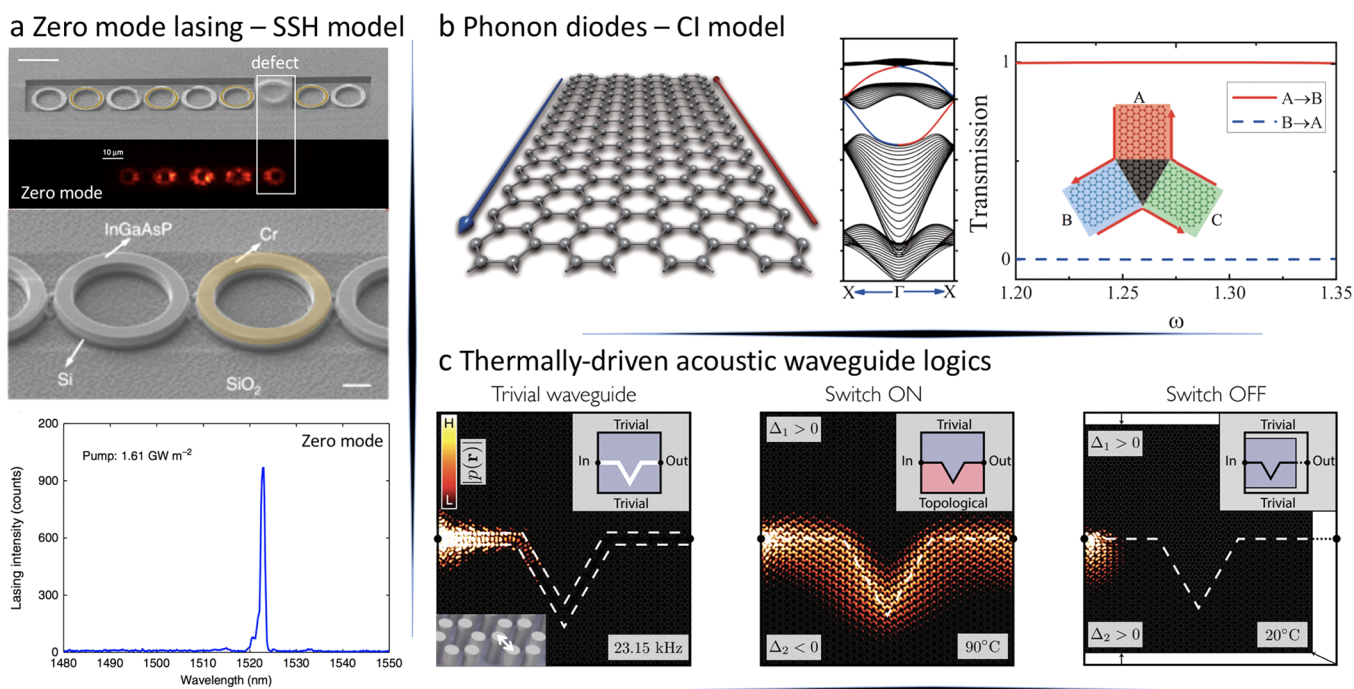 a Zero mode lasing – SSH model
defect
10 μm
Zero mode
InGaAsP
Cr
Si
SiO2
Zero mode
Pump: 1.61 GW m−2
Lasing intensity (counts)
200
900
600
300
0
1480 1490 1500 1510 1520 1530 1540 1550
Wavelength (nm)
b Phonon diodes – CI model
X Γ X
Transmission
1
0
A→B
B→A
A
B
C
1.20 1.25 1.30 1.35
ω
c Thermally-driven acoustic waveguide logics
Trivial waveguide
H
L
|p(r)|
Trivial
In
Out
Trivial
23.15 kHz
Switch ON
Δ1 > 0
Trivial
In
Out
Topological
Δ2 < 0
90°C
Switch OFF
Δ1 > 0
Trivial
In
Out
Trivial
Δ2 > 0
20°C